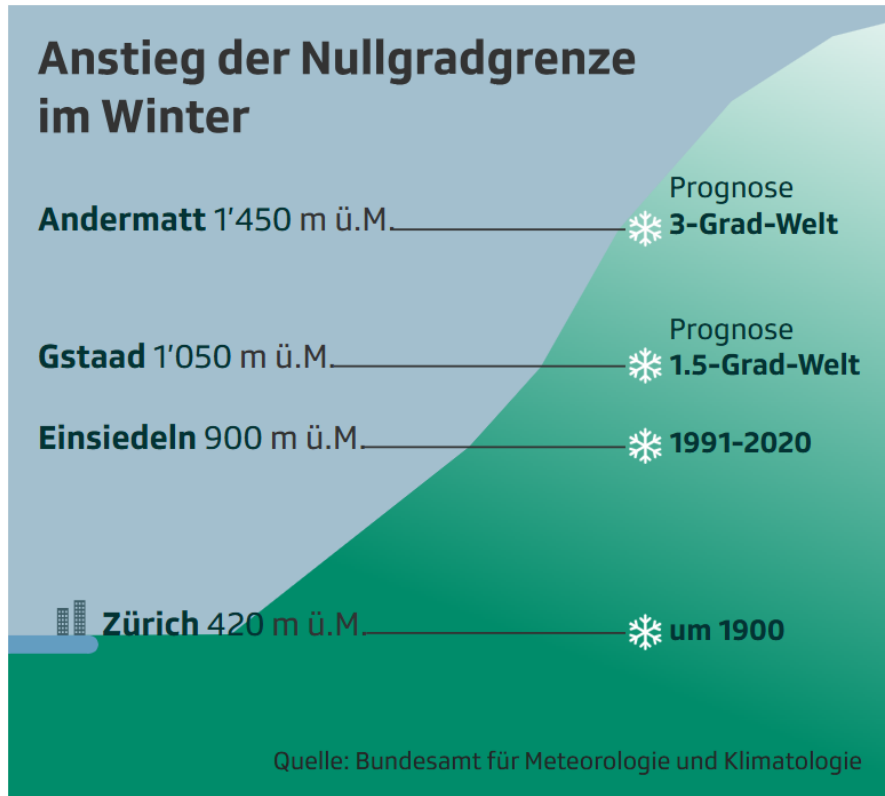 Anstieg der Nullgradgrenze
im Winter
Prognose
Andermatt 1’450 m ü.M.
3-Grad-Welt
Prognose
Gstaad 1’050 m ü.M.
1.5-Grad-Welt
Einsiedeln 900 m ü.M.
1991-2020
Zürich 420 m ü.M.
um 1900
Quelle: Bundesamt für Meteorologie und Klimatologie